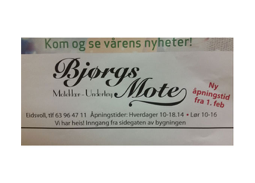 Kom og se vårens nyheter!
Bjørgs
Mote
Moteklær - Undertøy
Ny
åpningstid
fra 1. feb
Eidsvoll, tlf 63 96 47 11 Åpningstider: Hverdager 10-18.14 • Lør 10-16
Vi har heis! Inngang fra sidegaten av bygningen